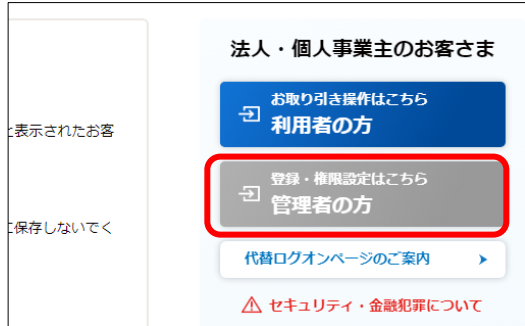 法人・個人事業主のお客さま
お取り引き操作はこちら
利用者の方
と表示されたお客
登録・権限設定はこちら
管理者の方
に保存しないでく
代替ログオンページのご案内
セキュリティ・金融犯罪について